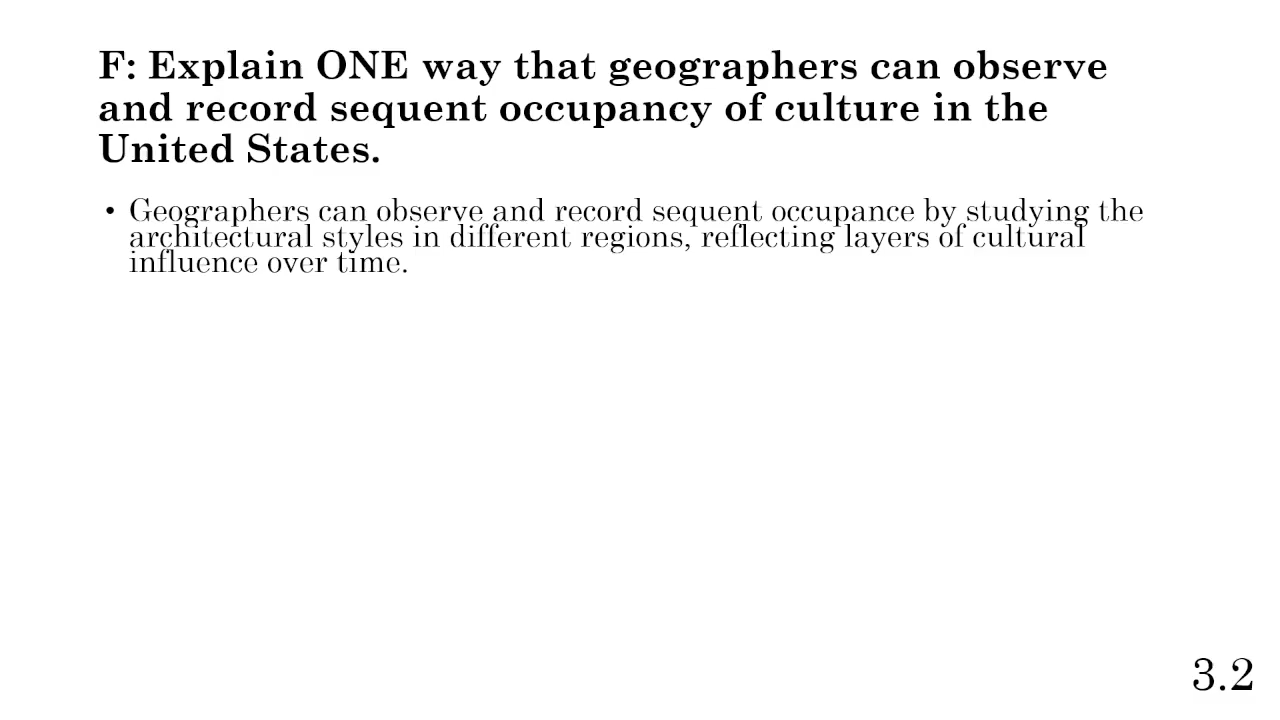 F: Explain ONE way that geographers can observe
and record sequent occupancy of culture in the
United States.
• Geographers can observe and record sequent occupance by studying the
architectural styles in different regions, reflecting layers of cultural
influence over time.
3.2